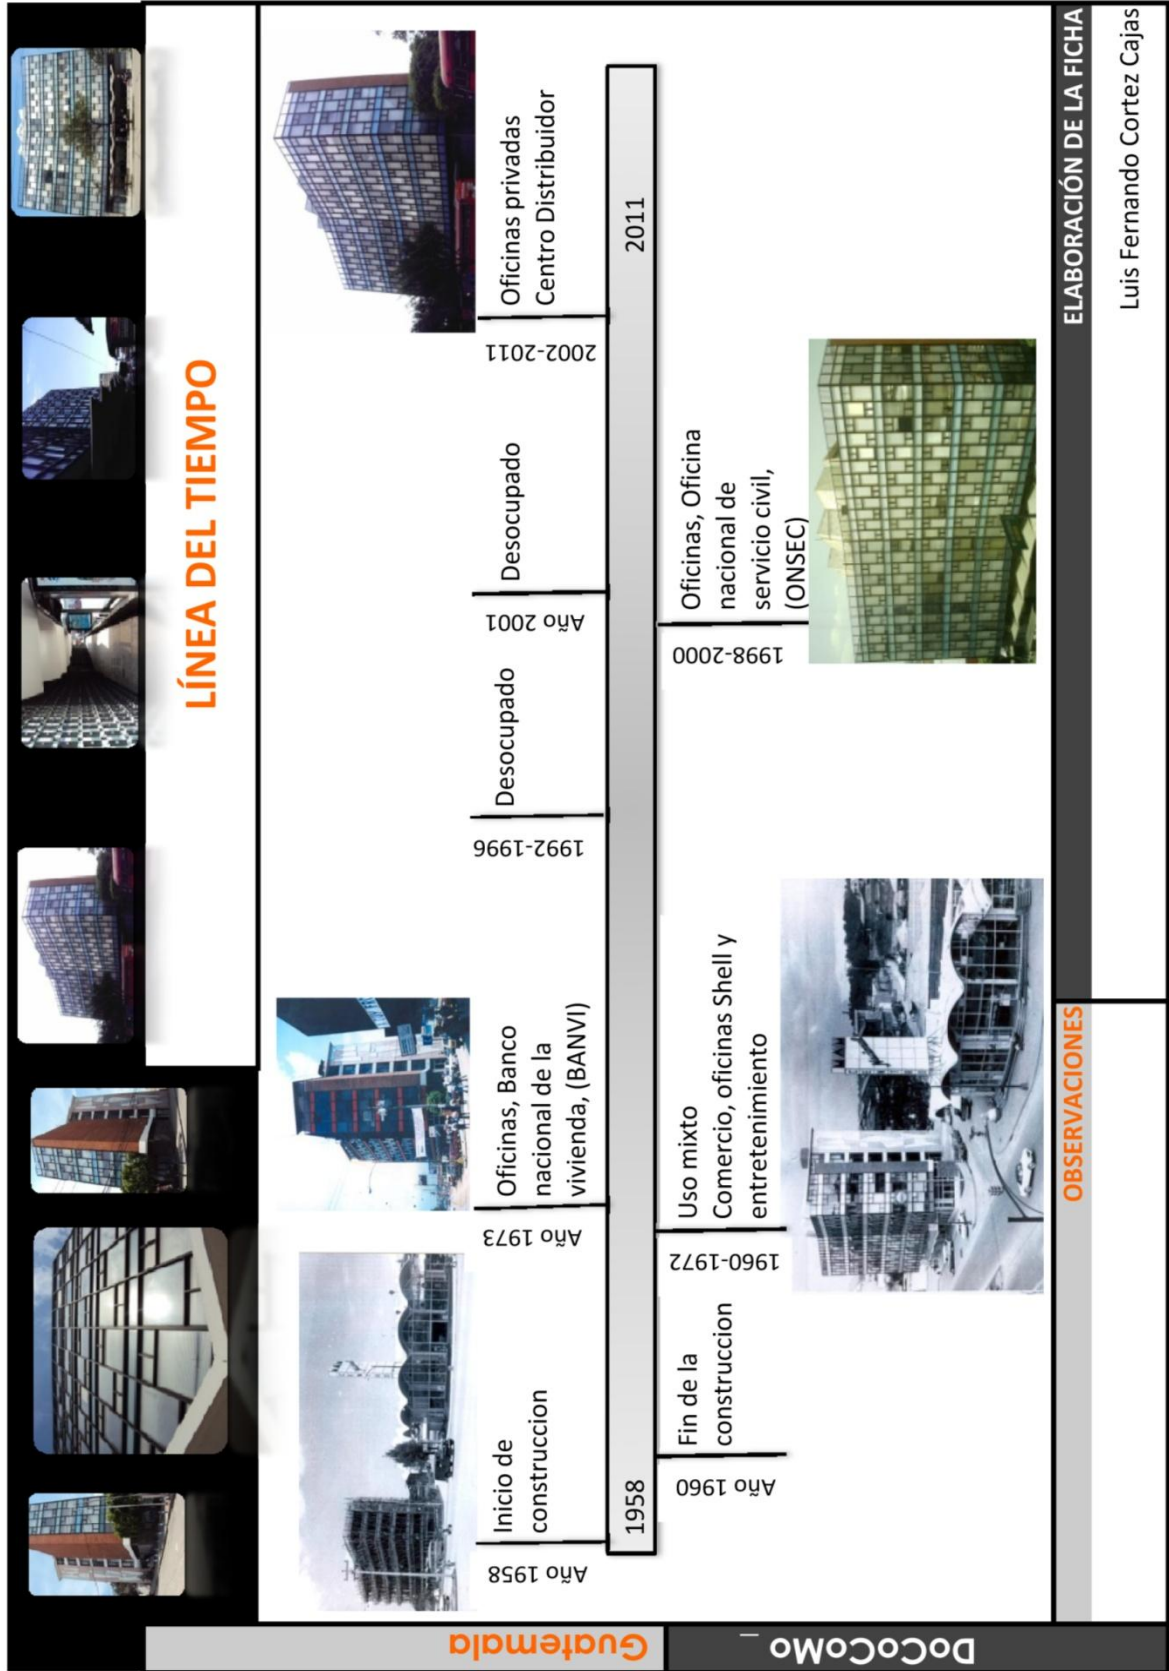 LÍNEA DEL TIEMPO
Año 1958
Inicio de
construccion
Año 1973
Oficinas, Banco
nacional de la
vivienda, (BANVI)
1992-1996
Desocupado
Año 2001
Desocupado
2002-2011
Oficinas privadas
Centro Distribuidor
1958
2011
Año 1960
Fin de la
construccion
1960-1972
Uso mixto
Comercio, oficinas Shell y
entretenimiento
1998-2000
Oficinas, Oficina
nacional de
servicio civil,
(ONSEC)
Guatemala
DoCoCoMo_
OBSERVACIONES
ELABORACIÓN DE LA FICHA
Luis Fernando Cortez Cajas